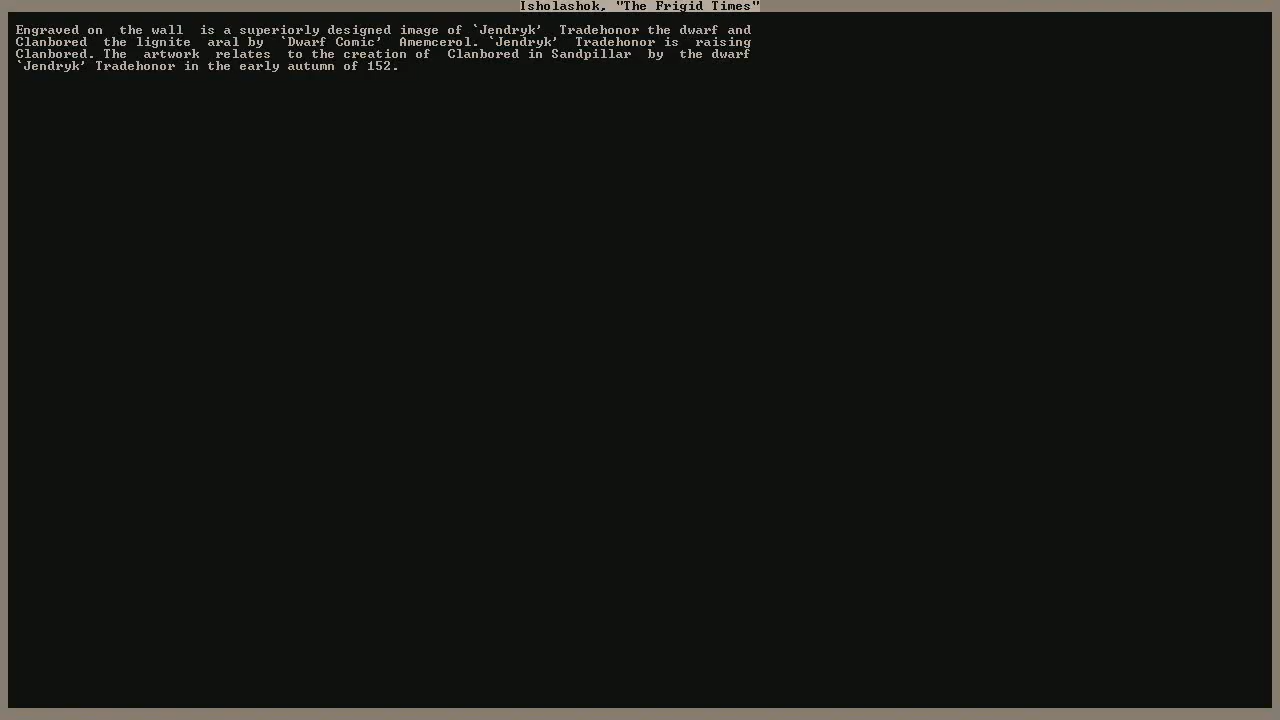 Isholashok, "The Frigid Times"
Engraved on the wall is a superiorly designed image of `Jendryk' Tradehonor the dwarf and
Clanbored the lignite aral by `Dwarf Comic' Amemcerol. `Jendryk' Tradehonor is raising
Clanbored. The artwork relates to the creation of Clanbored in Sandpillar by the dwarf
`Jendryk' Tradehonor in the early autumn of 152.